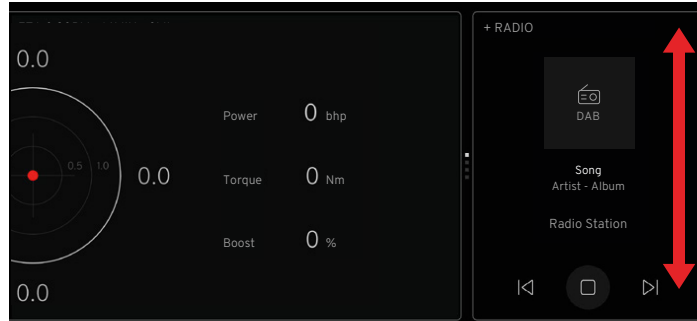 + RADIO
0.0
DAB
Power 0 bhp
0.5 1.0
0.0
Torque 0 Nm
Song
Artist - Album
Radio Station
Boost 0 %
0.0